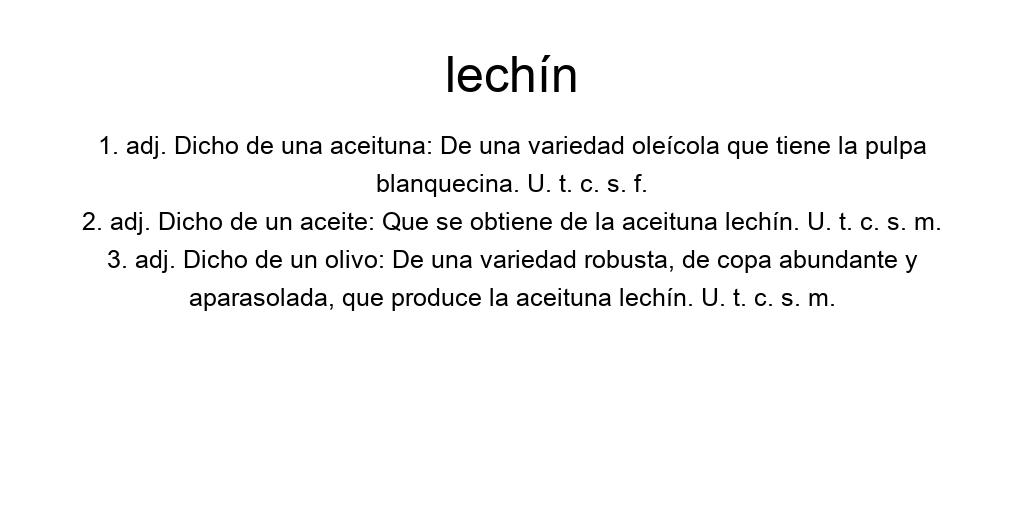 lechín
1. adj. Dicho de una aceituna: De una variedad oleícola que tiene la pulpa
blanquecina. U. t. c. s. f.
2. adj. Dicho de un aceite: Que se obtiene de la aceituna lechín. U. t. c. s. m.
3. adj. Dicho de un olivo: De una variedad robusta, de copa abundante y
aparasolada, que produce la aceituna lechín. U. t. c. s. m.